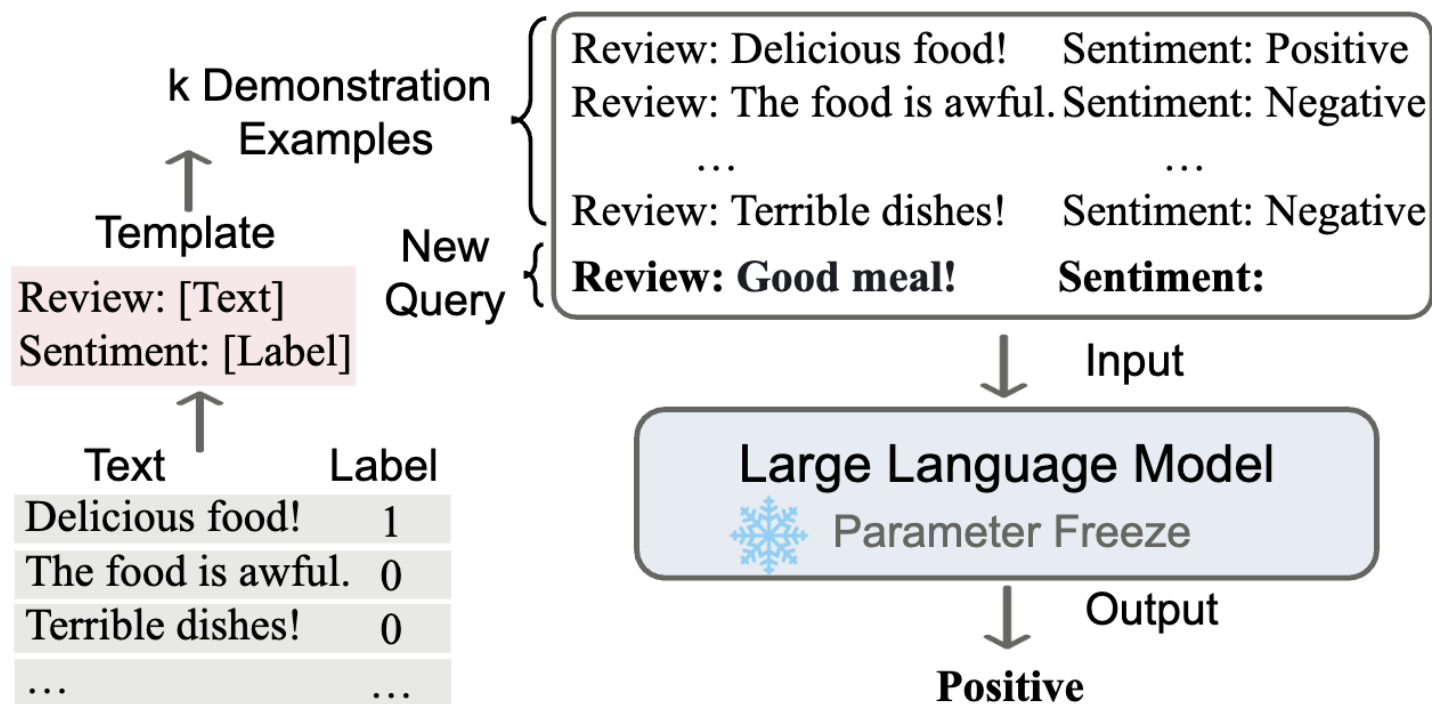 k Demonstration
Examples
Review: Delicious food! Sentiment: Positive
Review: The food is awful. Sentiment: Negative
… …
Review: Terrible dishes! Sentiment: Negative
New
Query
Review: Good meal! Sentiment:
Template
Review: [Text]
Sentiment: [Label]
Text Label
Delicious food! 1
The food is awful. 0
Terrible dishes! 0
… …
Input
Large Language Model
Parameter Freeze
Output
Positive